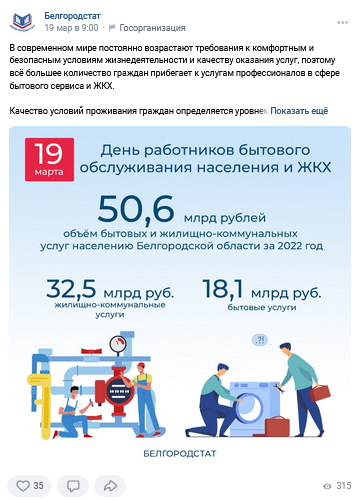 Белгородстат
19 мар в 9:00 · Госорганизация
В современном мире постоянно возрастают требования к комфортным и
безопасным условиям жизнедеятельности и качеству оказания услуг, поэтому
всё большее количество граждан прибегает к услугам профессионалов в сфере
бытового сервиса и ЖКХ.
Качество условий проживания граждан определяется уровнем Показать ещё
19
марта
День работников бытового
обслуживания населения и ЖКХ
50,6 млрд рублей
объём бытовых и жилищно-коммунальных
услуг населению Белгородской области за 2022 год
32,5 млрд руб.
жилищно-коммунальные
услуги
18,1 млрд руб.
бытовые услуги
.?!
БЕЛГОРОДСТАТ
35
315